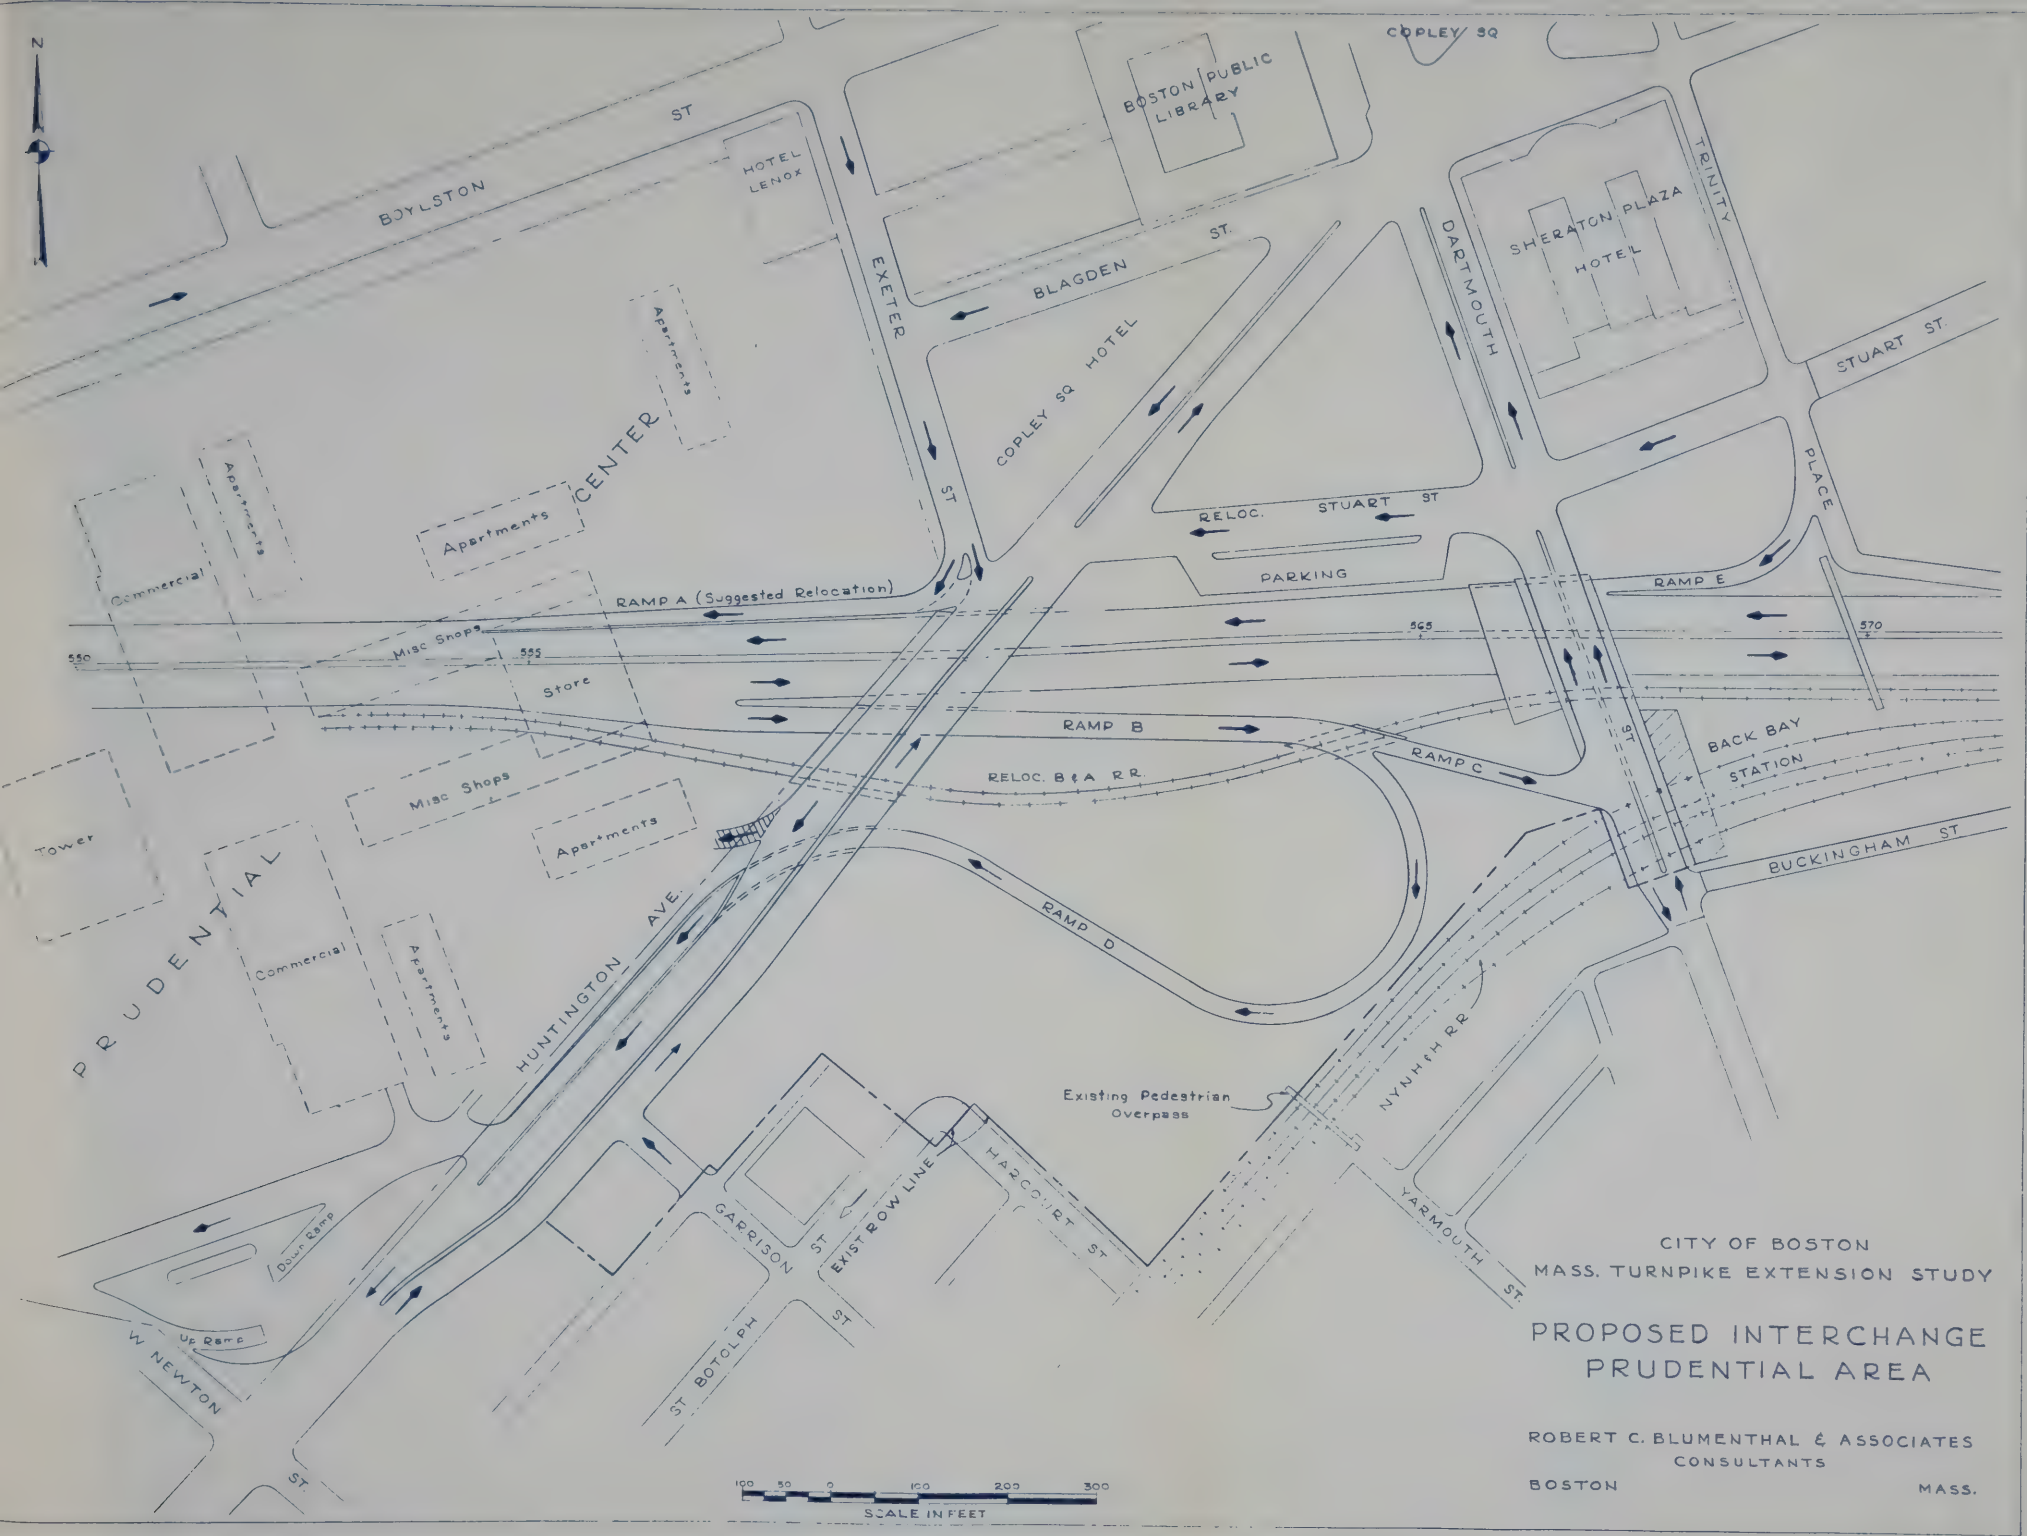 N
COPLEY SQ
BOSTON PUBLIC
LIBRARY
ST
BOYLSTON
HOTEL
LENOX
TRINITY
SHERATON PLAZA
HOTEL
DARTMOUTH
EXETER
ST.
BLAGDEN
STUART ST.
COPLEY SQ HOTEL
Apartments
CENTER
Apartments
Apartments
Commercial
ST
PLACE
RELOC. STUART ST
PARKING
RAMP A (Suggested Relocation)
RAMP E
Misc Shops
550
555
565
570
Store
RAMP B
RAMP C
ST
BACK BAY
STATION
RELOC. B & A RR.
Misc Shops
Apartments
Tower
BUCKINGHAM ST
PRUDENTIAL
Commercial
Apartments
HUNTINGTON AVE.
RAMP D
NYNH&H RR
Existing Pedestrian
Overpass
HARCOURT ST
EXIST ROW LINE
GARRISON
ST
ST
YARMOUTH ST.
Down Ramp
Up Ramp
W NEWTON
ST.
ST BOTOLPH
CITY OF BOSTON
MASS. TURNPIKE EXTENSION STUDY
PROPOSED INTERCHANGE
PRUDENTIAL AREA
ROBERT C. BLUMENTHAL & ASSOCIATES
CONSULTANTS
BOSTON MASS.
100 50 0 100 200 300
SCALE IN FEET